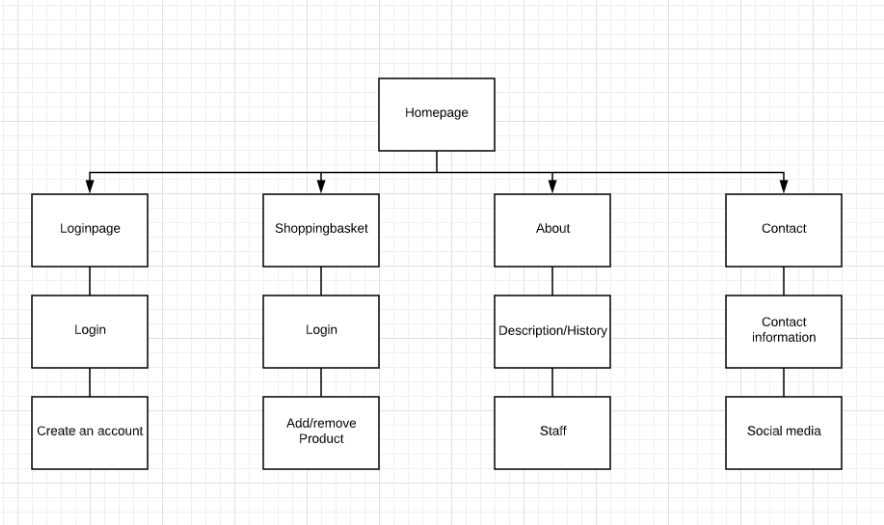 Homepage
Loginpage
Shoppingbasket
About
Contact
Login
Login
Description/History
Contact
information
Create an account
Add/remove
Product
Staff
Social media